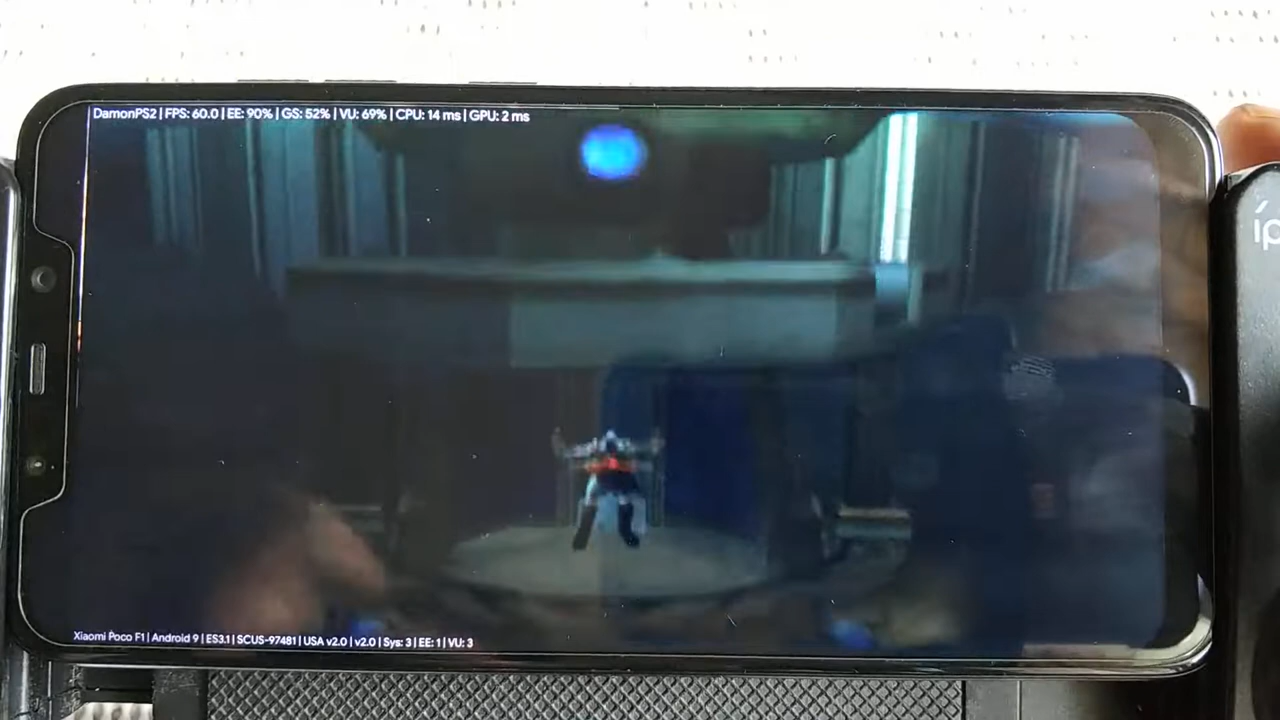 DamonPS2 | FPS: 60.0 | EE: 90% | GS: 52% | VU: 69% | CPU: 14 ms | GPU: 2 ms
íp
Xiaomi Poco F1 | Android 9 | ES3.1 | SCUS-97481 | USA v2.0 | v2.0 | Sys: 3 | EE: 1 | VU: 3